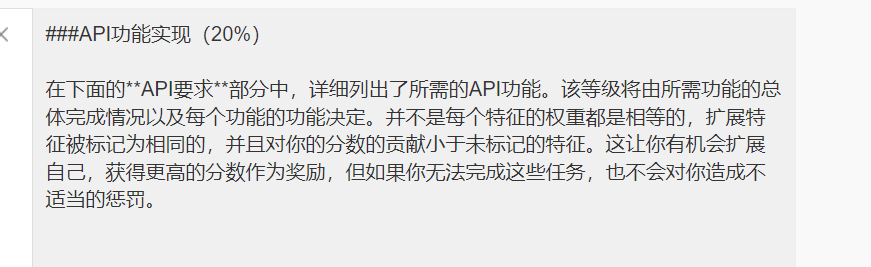 ###API功能实现（20%）
在下面的**API要求**部分中，详细列出了所需的API功能。该等级将由所需功能的总
体完成情况以及每个功能的功能决定。并不是每个特征的权重都是相等的，扩展特
征被标记为相同的，并且对你的分数的贡献小于未标记的特征。这让你有机会扩展
自己，获得更高的分数作为奖励，但如果你无法完成这些任务，也不会对你造成不
适当的惩罚。